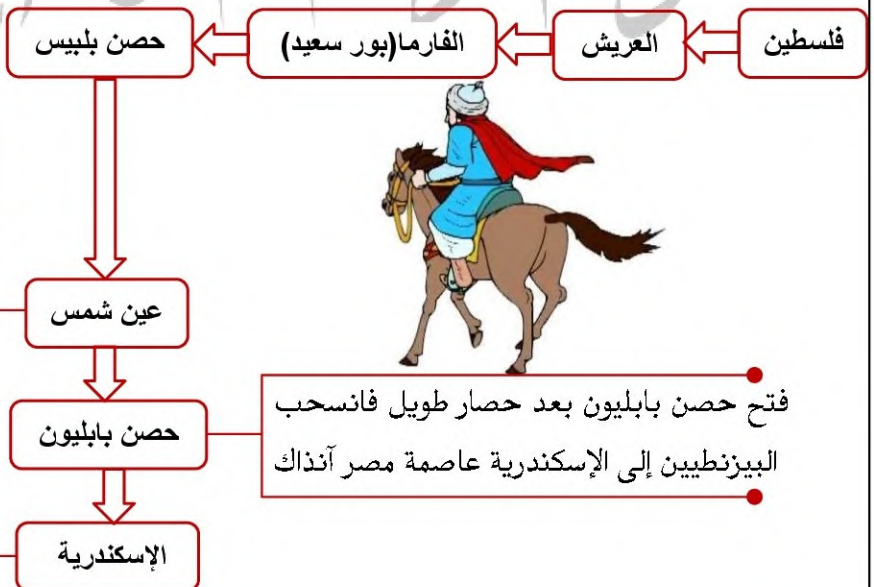 فلسطين
العريش
الفارما(بور سعيد)
حصن بلبيس
عين شمس
حصن بابليون
فتح حصن بابليون بعد حصار طويل فانسحب
البيزنطيين إلى الإسكندرية عاصمة مصر آنذاك
الإسكندرية